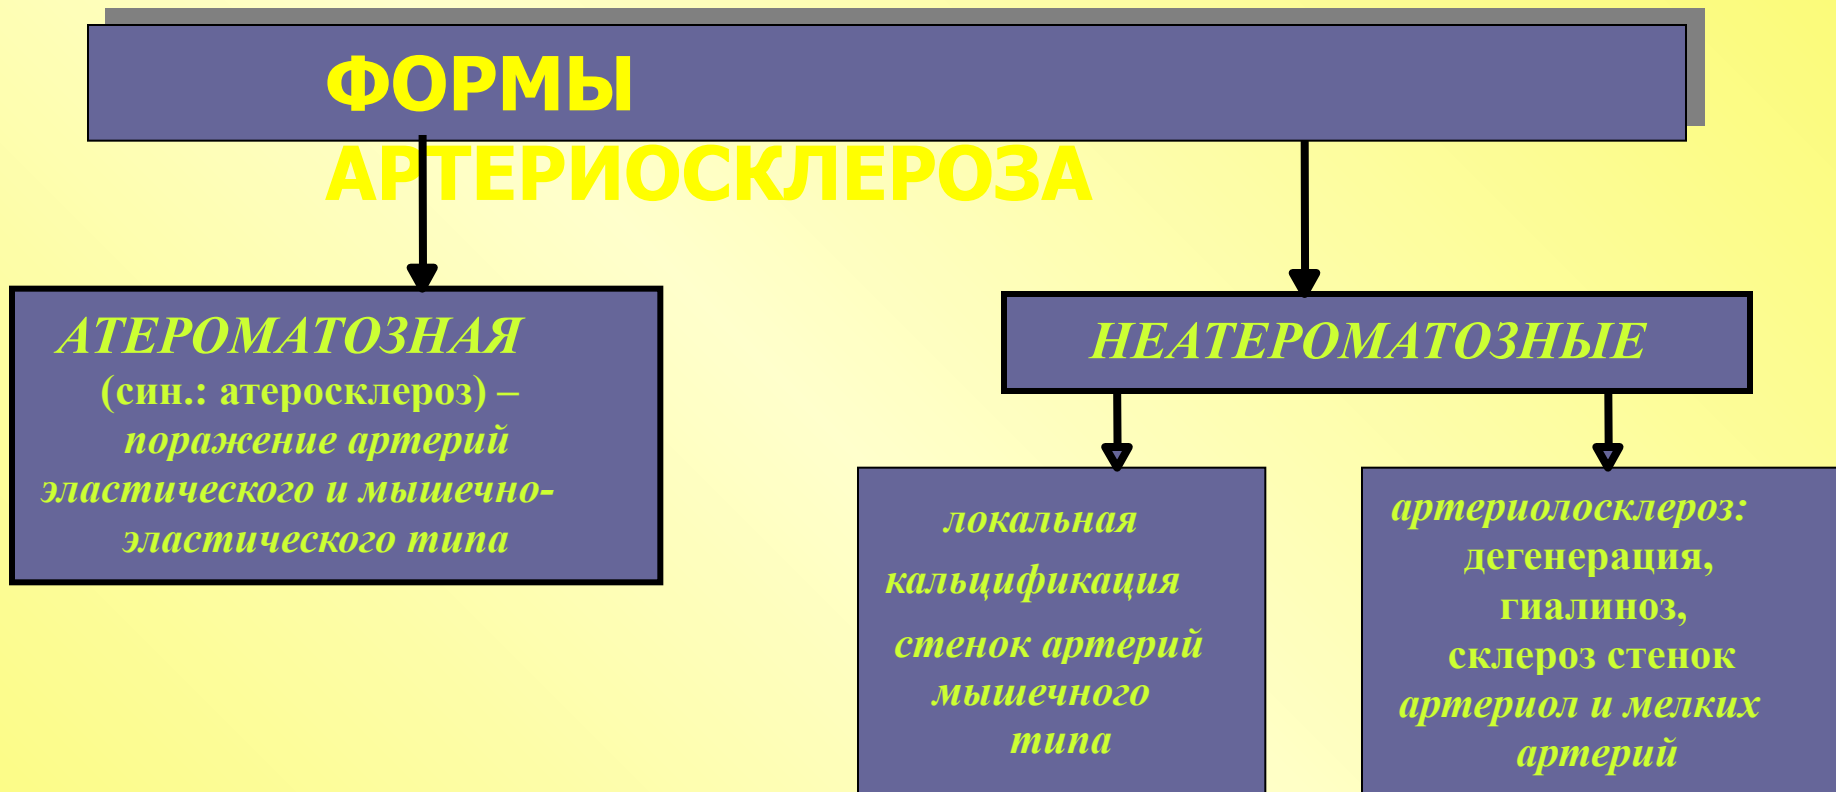 ФОРМЫ
АРТЕРИОСКЛЕРОЗА
АТЕРОМАТОЗНАЯ
(син.: атеросклероз) –
поражение артерий
эластического и мышечно-
эластического типа
НЕАТЕРОМАТОЗНЫЕ
локальная
кальцификация
стенок артерий
мышечного
типа
артериолосклероз:
дегенерация,
гиалиноз,
склероз стенок
артериол и мелких
артерий